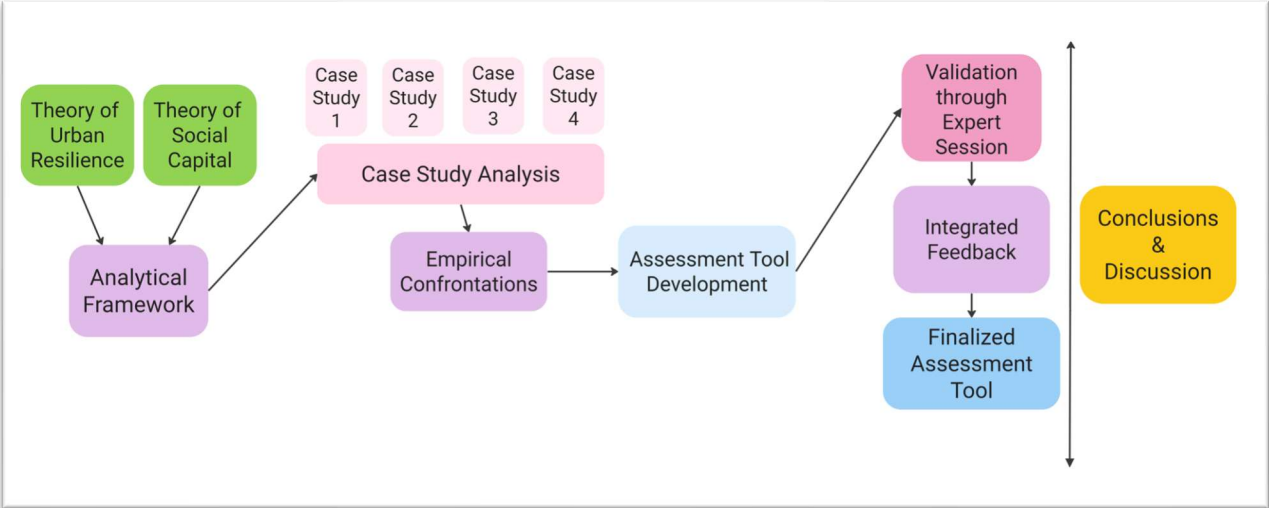 Theory of
Urban
Resilience
Theory of
Social
Capital
Analytical
Framework
Case
Study
1
Case
Study
2
Case
Study
3
Case
Study
4
Case Study Analysis
Empirical
Confrontations
Assessment Tool
Development
Validation
through
Expert
Session
Integrated
Feedback
Finalized
Assessment
Tool
Conclusions
&
Discussion